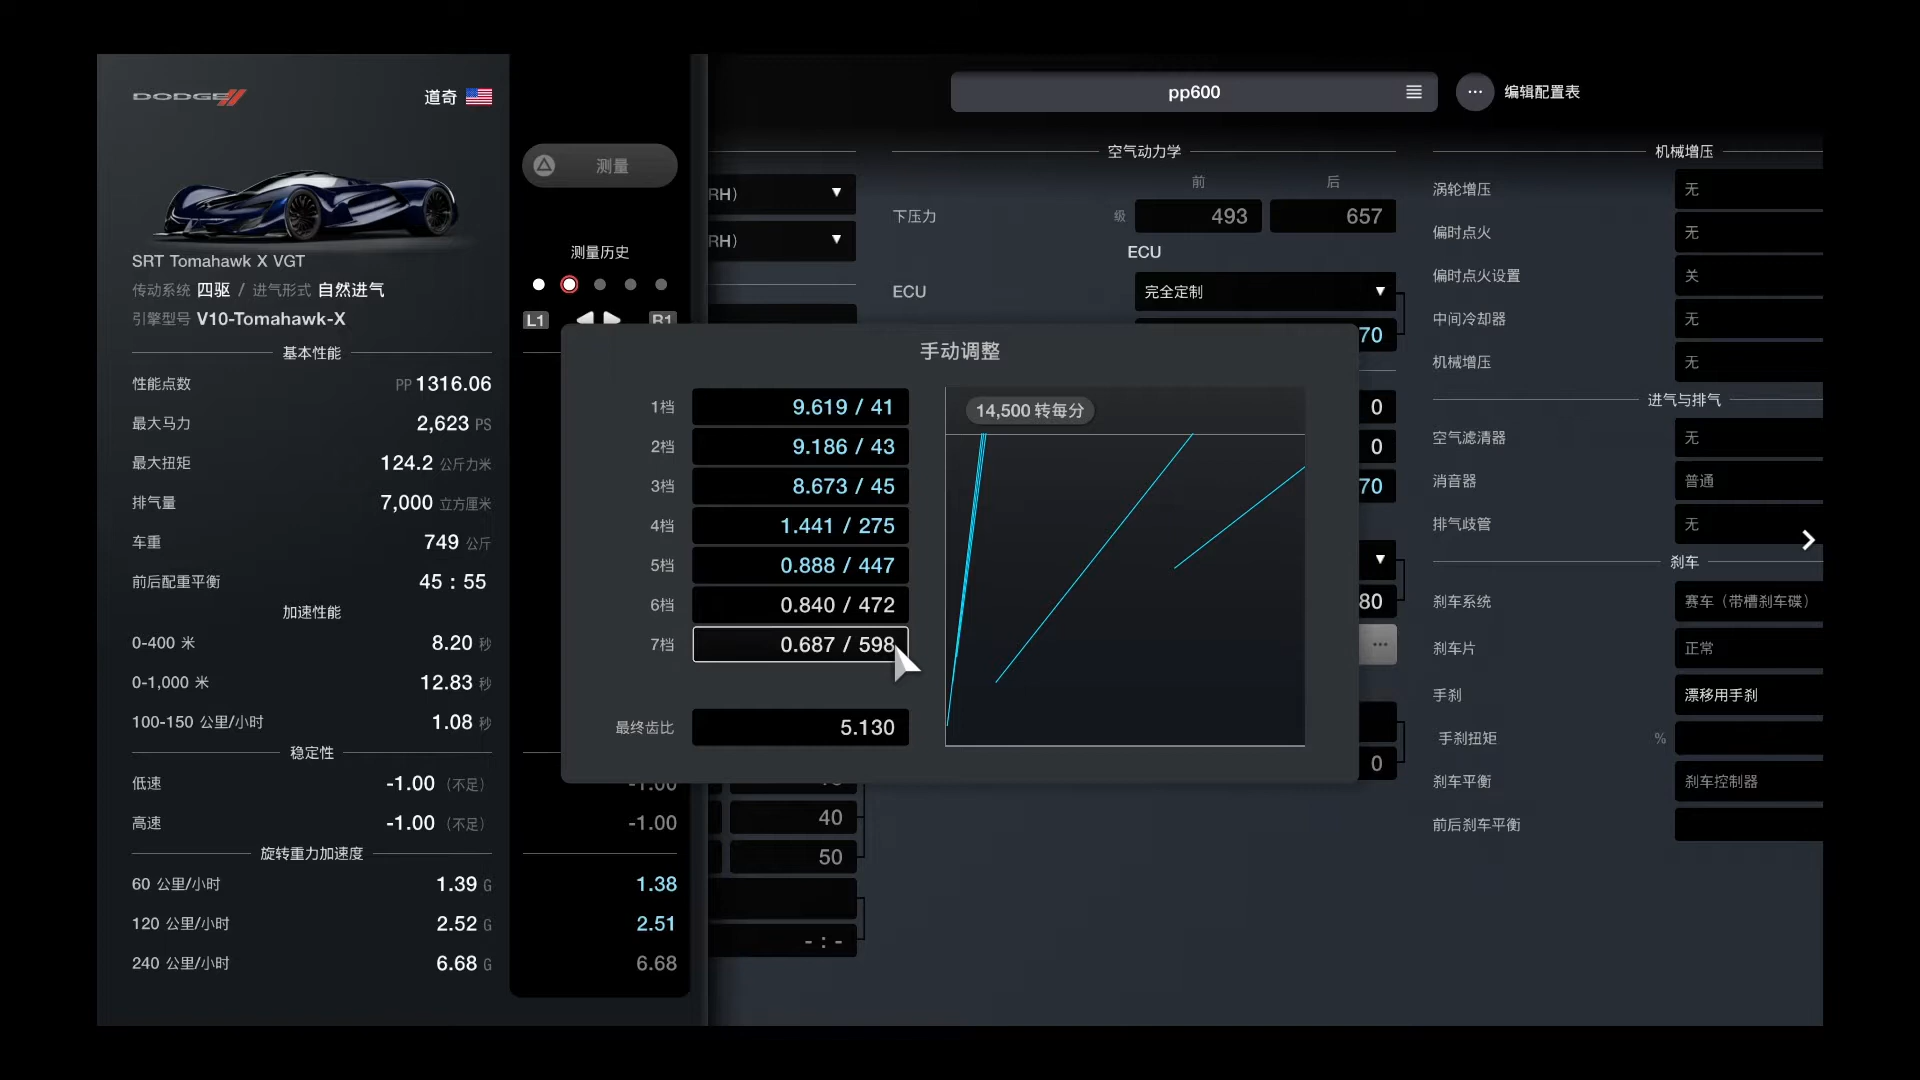 DODGE
道奇
SRT Tomahawk X VGT
传动系统 四驱 / 进气形式 自然进气
引擎型号 V10-Tomahawk-X
基本性能
性能点数 PP 1316.06
最大马力 2,623 PS
最大扭矩 124.2 公斤力米
排气量 7,000 立方厘米
车重 749 公斤
前后配重平衡 45 : 55
加速性能
0-400 米 8.20 秒
0-1,000 米 12.83 秒
100-150 公里/小时 1.08 秒
稳定性
低速 -1.00 (不足)
高速 -1.00 (不足)
旋转重力加速度
60 公里/小时 1.39 G
120 公里/小时 2.52 G
240 公里/小时 6.68 G
测量
测量历史
L1 R1
-1.00
-1.00
1.38
2.51
6.68
RH)
RH)
40
50
- : -
pp600
编辑配置表
空气动力学
前 后
下压力 级 493 657
ECU
ECU 完全定制
70
0
0
70
80
0
手动调整
1档 9.619 / 41
2档 9.186 / 43
3档 8.673 / 45
4档 1.441 / 275
5档 0.888 / 447
6档 0.840 / 472
7档 0.687 / 598
最终齿比 5.130
14,500 转每分
机械增压
涡轮增压 无
偏时点火 无
偏时点火设置 关
中间冷却器 无
机械增压 无
进气与排气
空气滤清器 无
消音器 普通
排气歧管 无
刹车
刹车系统 赛车（带槽刹车碟）
刹车片 正常
手刹 漂移用手刹
手刹扭矩 %
刹车平衡 刹车控制器
前后刹车平衡